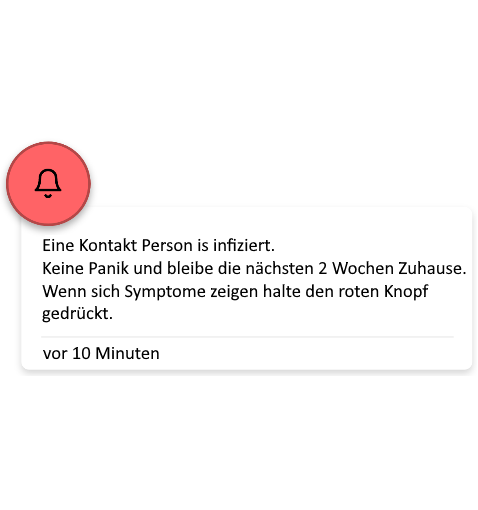 Eine Kontakt Person is infiziert.
Keine Panik und bleibe die nächsten 2 Wochen Zuhause.
Wenn sich Symptome zeigen halte den roten Knopf
gedrückt.
vor 10 Minuten